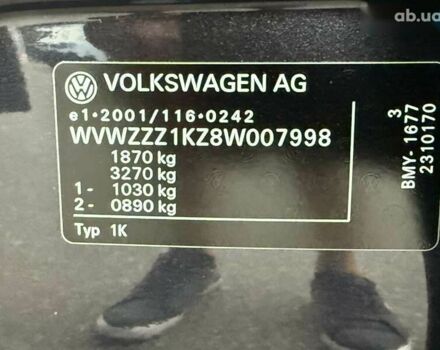 ab.ua
VOLKSWAGEN AG
e1*2001/116*0242
WVWZZZ1KZ8W007998
1870 kg
3270 kg
1- 1030 kg
2- 0890 kg
Typ 1K
3
BMY-1677
2310170